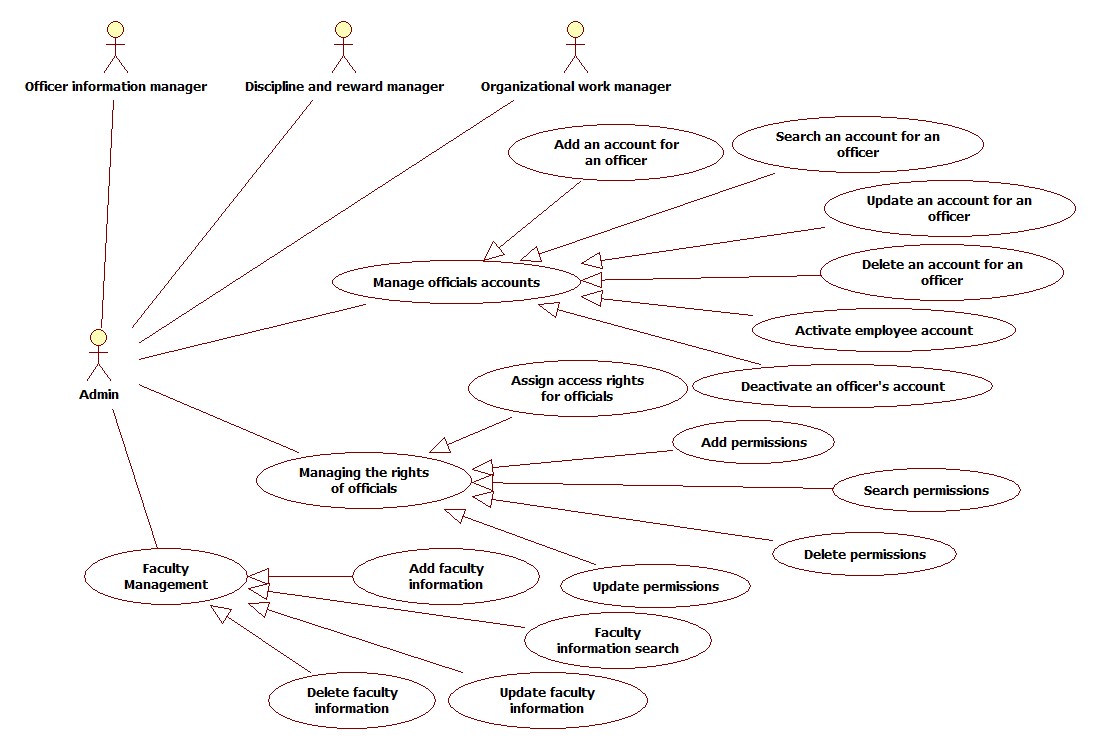 Officer information manager
Discipline and reward manager
Organizational work manager
Add an account for
an officer
Search an account for an
officer
Update an account for an
officer
Manage officials accounts
Delete an account for an
officer
Activate employee account
Admin
Assign access rights
for officials
Deactivate an officer's account
Add permissions
Managing the rights
of officials
Search permissions
Delete permissions
Faculty
Management
Add faculty
information
Update permissions
Faculty
information search
Delete faculty
information
Update faculty
information